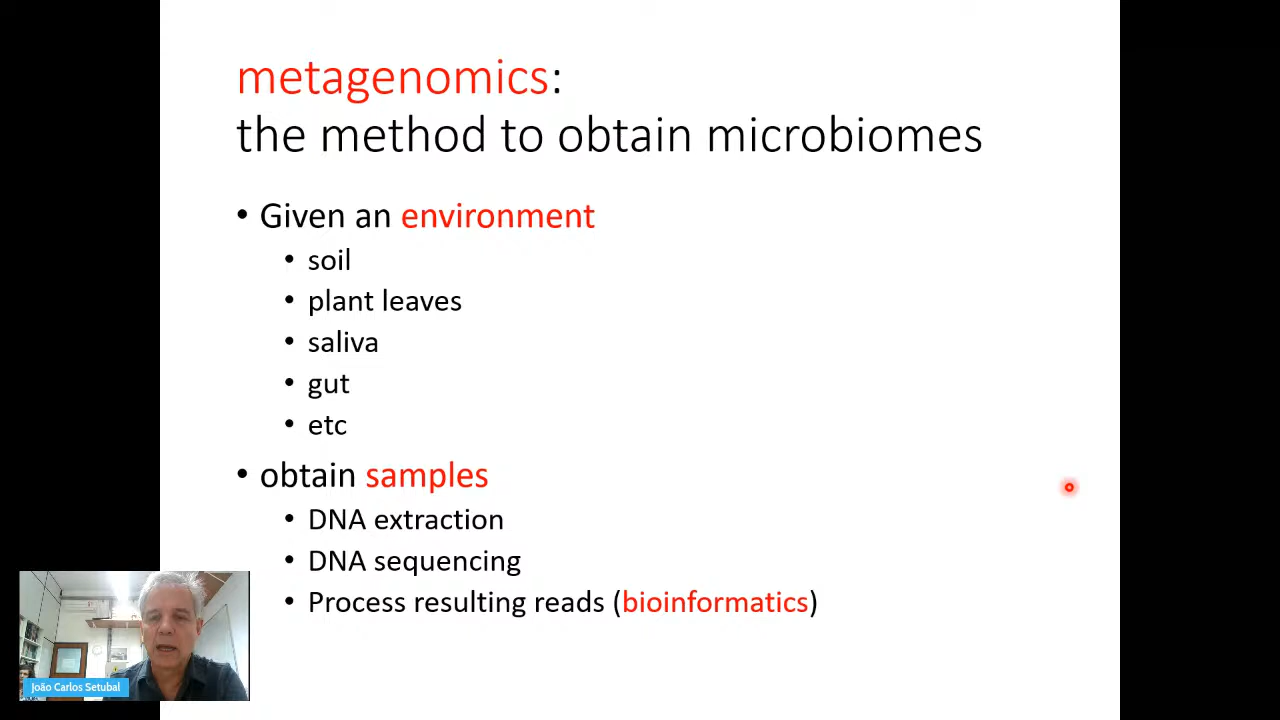 metagenomics:
the method to obtain microbiomes
• Given an environment
• soil
• plant leaves
• saliva
• gut
• etc
• obtain samples
• DNA extraction
• DNA sequencing
• Process resulting reads (bioinformatics)
João Carlos Setubal